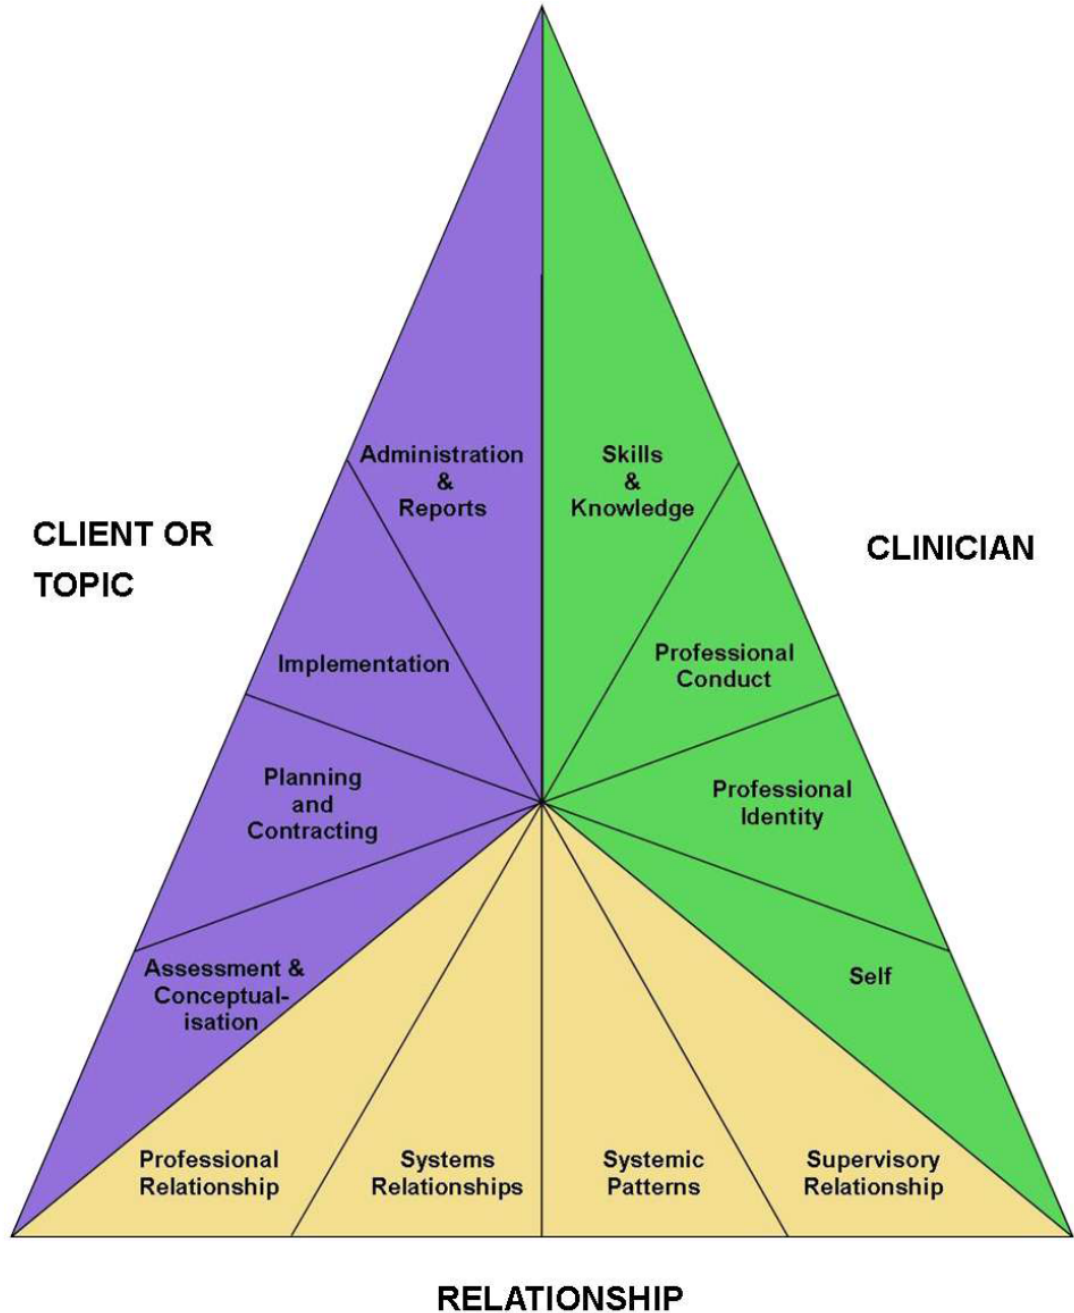 Administration
&
Reports
Skills
&
Knowledge
CLIENT OR
TOPIC
CLINICIAN
Implementation
Professional
Conduct
Planning
and
Contracting
Professional
Identity
Assessment &
Conceptual-
isation
Self
Professional
Relationship
Systems
Relationships
Systemic
Patterns
Supervisory
Relationship
RELATIONSHIP